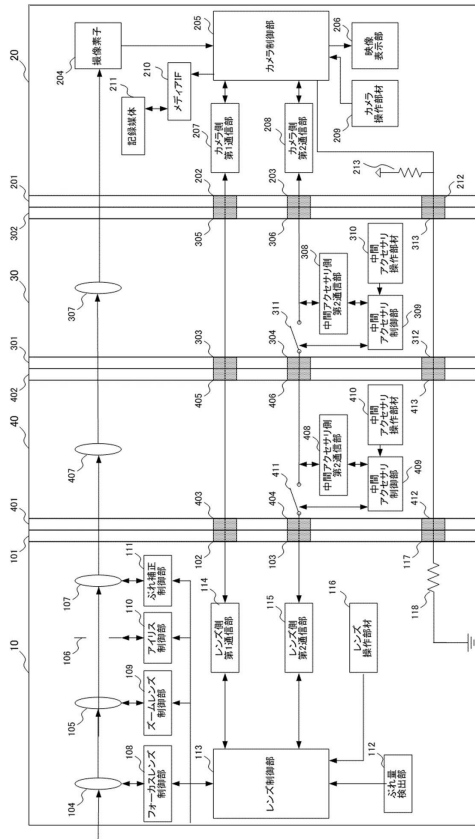 10
101
401
40
402
301
30
302
201
20
104
105
106
107
407
307
204
撮像素子
108
109
110
111
フォーカスレンズ
制御部
ズームレンズ
制御部
アイリス
制御部
ぶれ補正
制御部
211
記録媒体
210
メディアIF
113
レンズ制御部
114
レンズ側
第1通信部
102
403
405
303
305
202
207
カメラ側
第1通信部
205
カメラ制御部
115
レンズ側
第2通信部
103
404
411
406
304
311
306
203
208
カメラ側
第2通信部
206
映像
表示部
408
中間アクセサリ側
第2通信部
308
中間アクセサリ側
第2通信部
209
カメラ
操作部材
116
レンズ
操作部材
409
中間
アクセサリ
制御部
410
中間
アクセサリ
操作部材
309
中間
アクセサリ
制御部
310
中間
アクセサリ
操作部材
112
ぶれ量
検出部
213
118
117
412
413
312
313
212